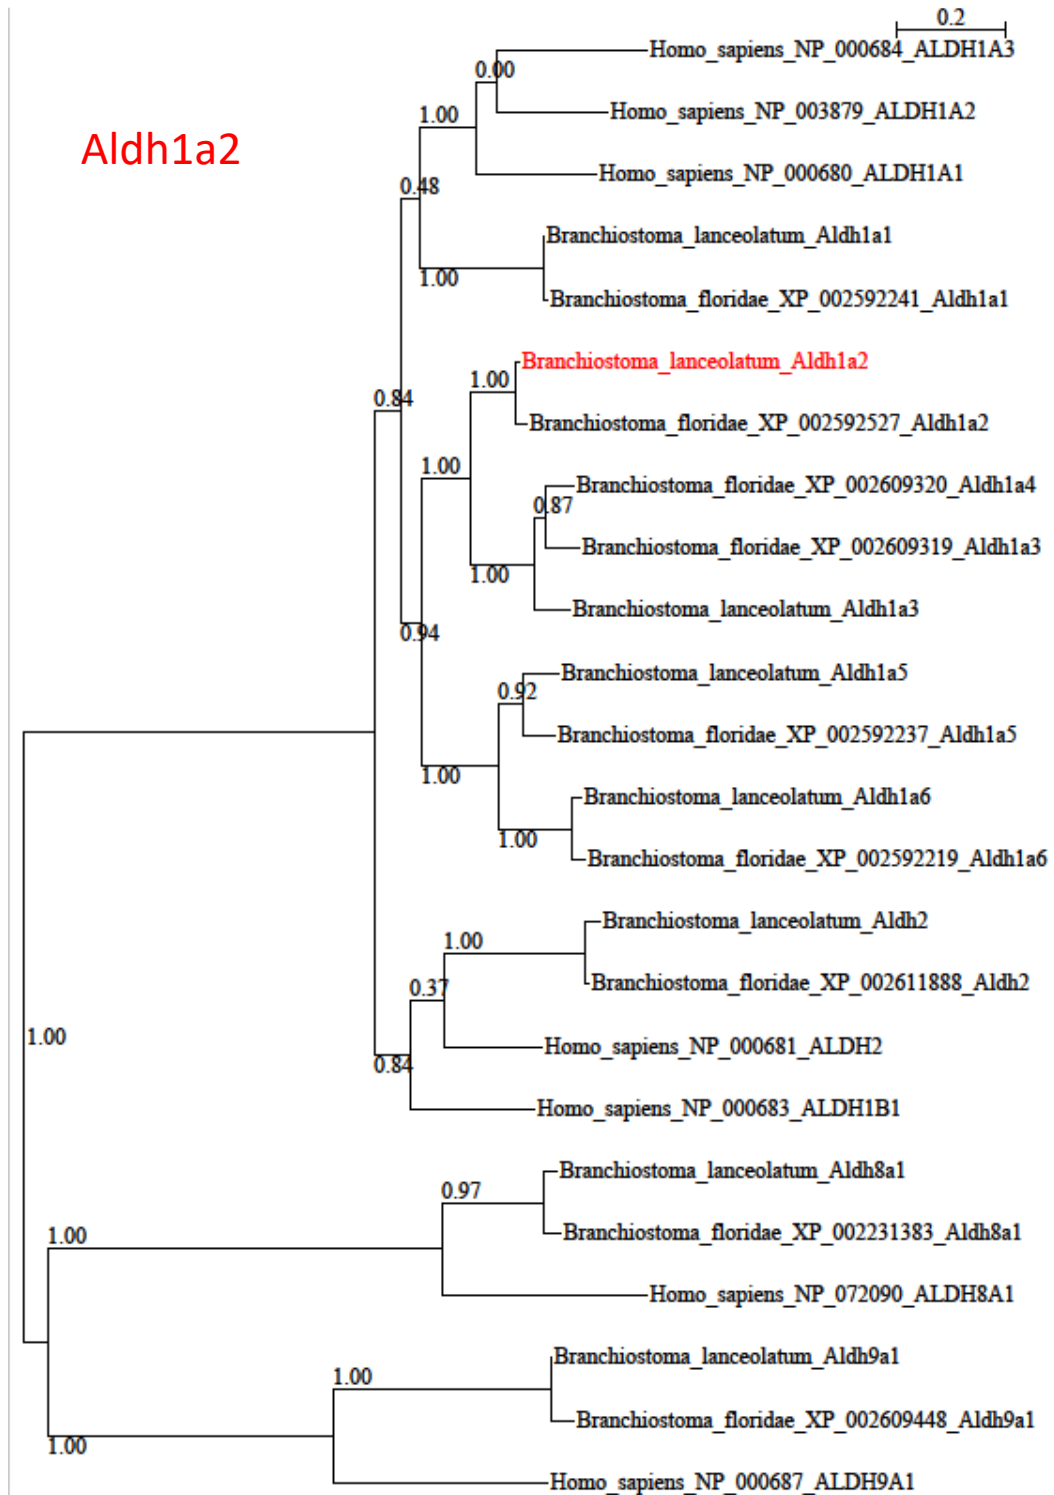 0.2
Homo_sapiens_NP_000684_ALDH1A3
0.00
Homo_sapiens_NP_003879_ALDH1A2
1.00
Aldh1a2
Homo_sapiens_NP_000680_ALDH1A1
0.48
Branchiostoma_lanceolatum_Aldh1a1
1.00
Branchiostoma_floridae_XP_002592241_Aldh1a1
Branchiostoma_lanceolatum_Aldh1a2
1.00
0.84
Branchiostoma_floridae_XP_002592527_Aldh1a2
1.00
Branchiostoma_floridae_XP_002609320_Aldh1a4
0.87
Branchiostoma_floridae_XP_002609319_Aldh1a3
1.00
Branchiostoma_lanceolatum_Aldh1a3
0.94
Branchiostoma_lanceolatum_Aldh1a5
0.92
Branchiostoma_floridae_XP_002592237_Aldh1a5
1.00
Branchiostoma_lanceolatum_Aldh1a6
1.00
Branchiostoma_floridae_XP_002592219_Aldh1a6
Branchiostoma_lanceolatum_Aldh2
1.00
Branchiostoma_floridae_XP_002611888_Aldh2
0.37
1.00
Homo_sapiens_NP_000681_ALDH2
0.84
Homo_sapiens_NP_000683_ALDH1B1
Branchiostoma_lanceolatum_Aldh8a1
0.97
Branchiostoma_floridae_XP_002231383_Aldh8a1
1.00
Homo_sapiens_NP_072090_ALDH8A1
Branchiostoma_lanceolatum_Aldh9a1
1.00
Branchiostoma_floridae_XP_002609448_Aldh9a1
1.00
Homo_sapiens_NP_000687_ALDH9A1